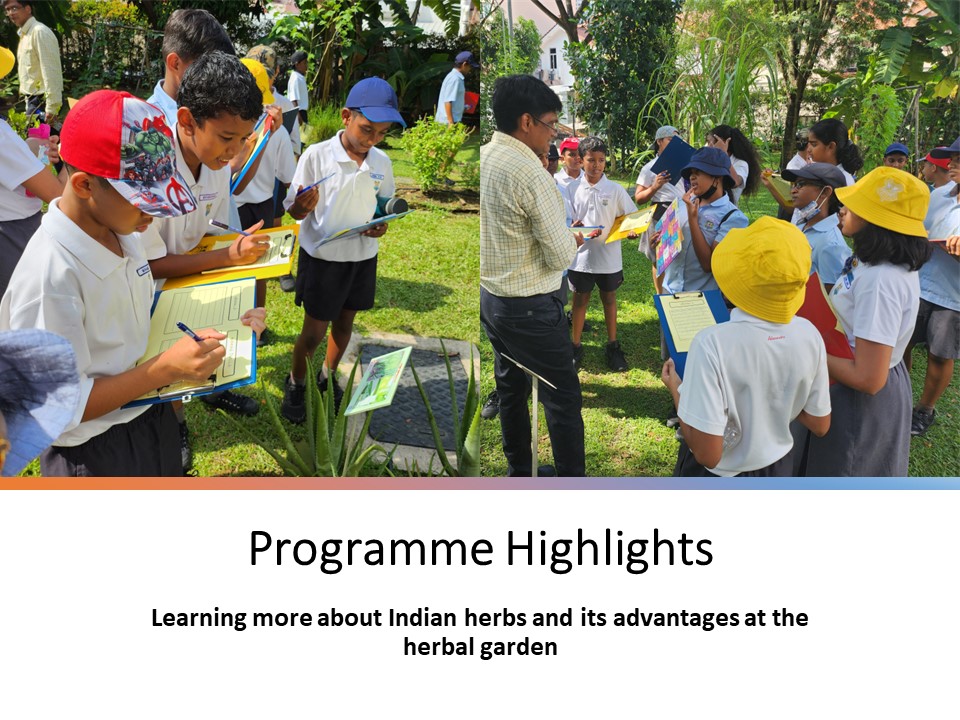 Programme Highlights
Learning more about Indian herbs and its advantages at the
herbal garden